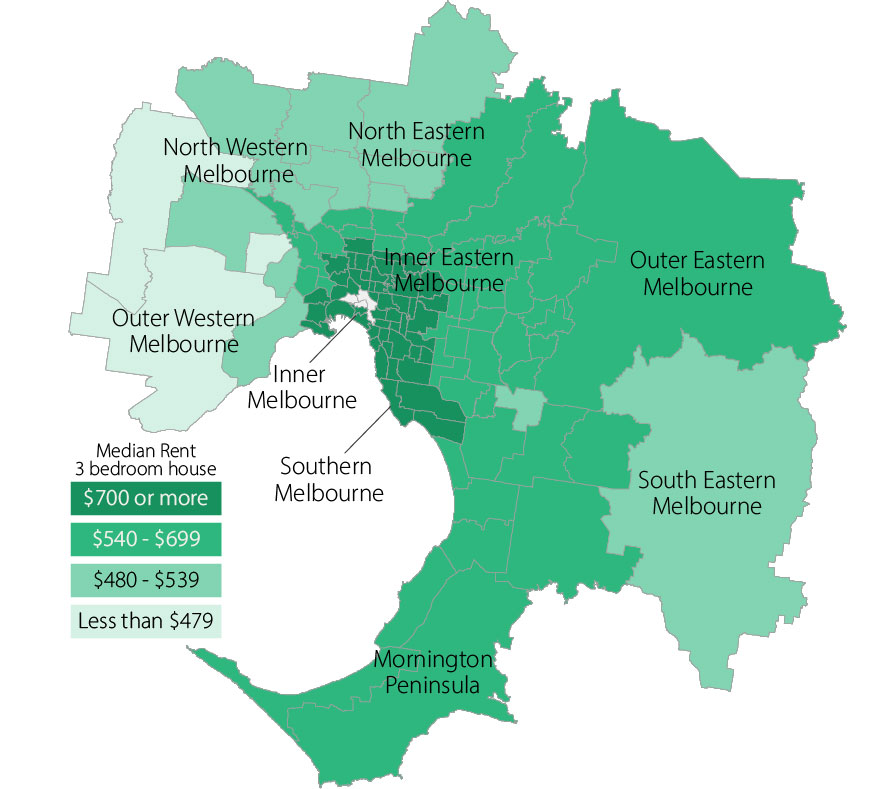 North Western
Melbourne
North Eastern
Melbourne
Inner Eastern
Melbourne
Outer Eastern
Melbourne
Outer Western
Melbourne
Inner
Melbourne
Southern
Melbourne
South Eastern
Melbourne
Mornington
Peninsula
Median Rent
3 bedroom house
$700 or more
$540 - $699
$480 - $539
Less than $479